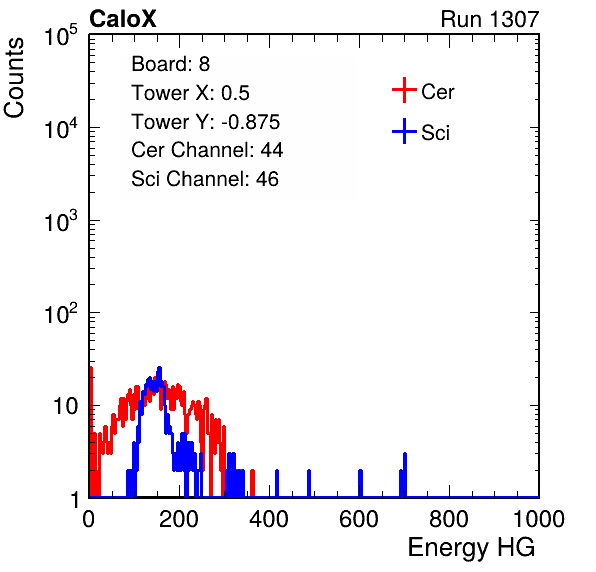 CaloX Run 1307
Board: 8
Tower X: 0.5
Tower Y: -0.875
Cer Channel: 44
Sci Channel: 46
Cer
Sci
Counts
10^5
10^4
10^3
10^2
10
1
0 200 400 600 800 1000
Energy HG